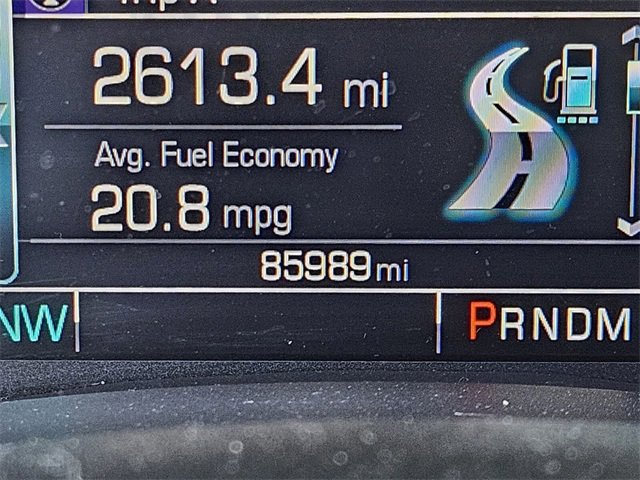 2613.4 mi
Avg. Fuel Economy
20.8 mpg
85989 mi
NW
PRNDM